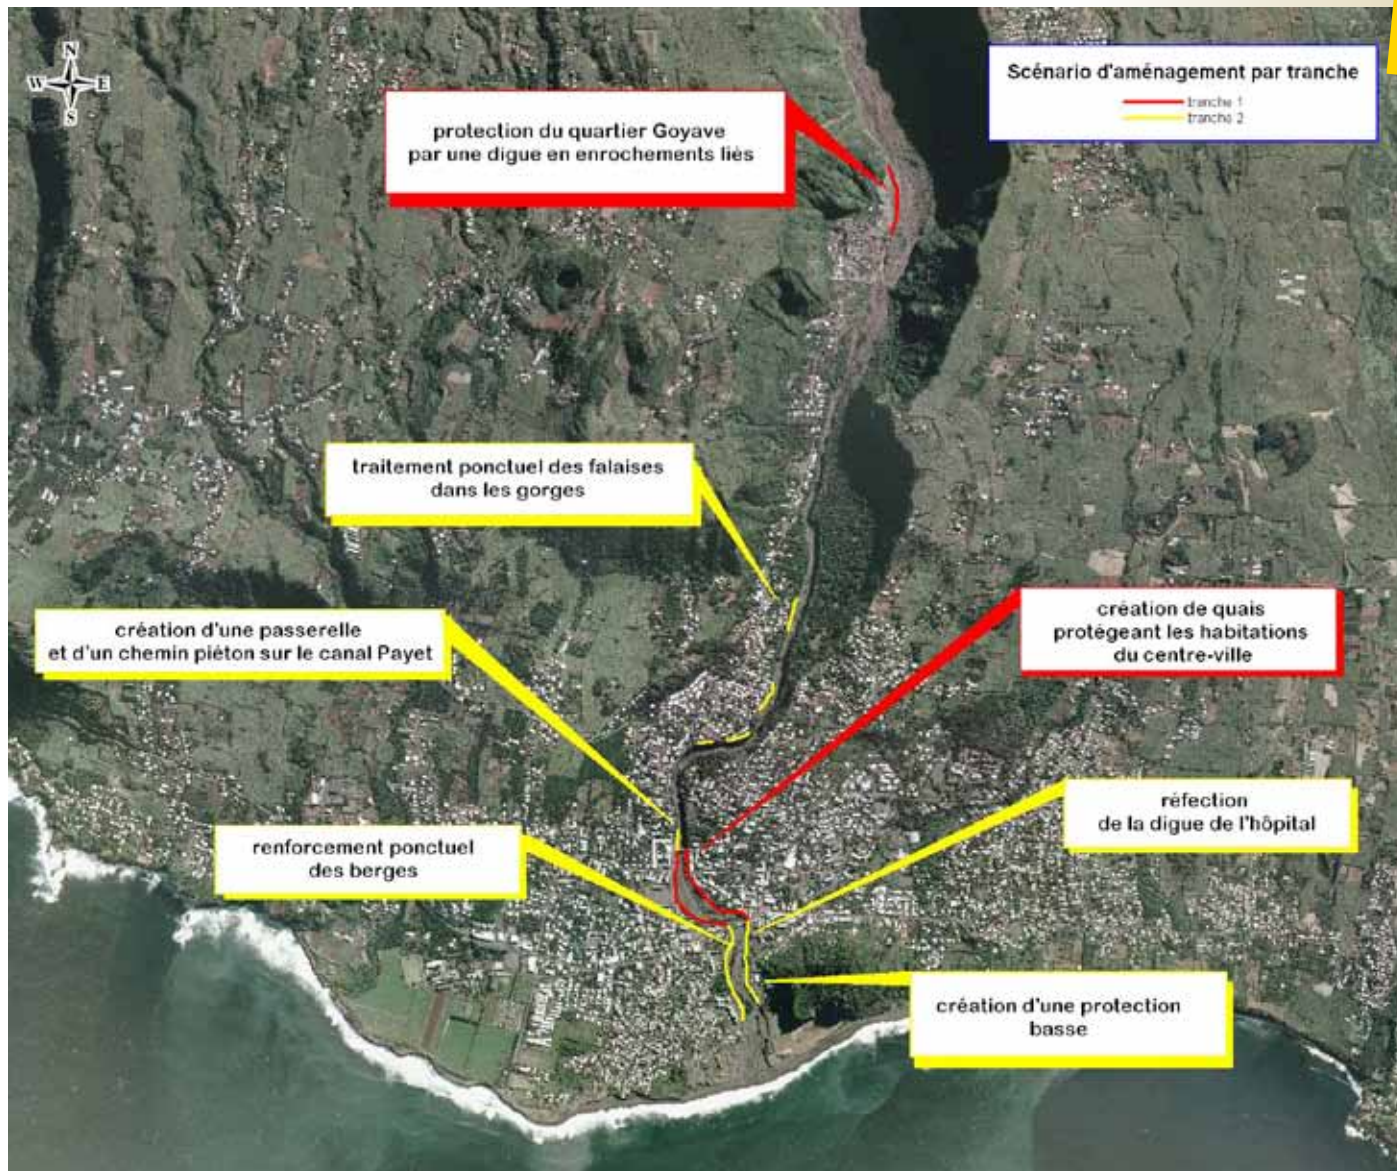 N
W E
S
Scénario d'aménagement par tranche
tranche 1
tranche 2
protection du quartier Goyave
par une digue en enrochements liès
traitement ponctuel des falaises
dans les gorges
création d'une passerelle
et d'un chemin piéton sur le canal Payet
création de quais
protègeant les habitations
du centre-ville
renforcement ponctuel
des berges
réfection
de la digue de l'hôpital
création d'une protection
basse